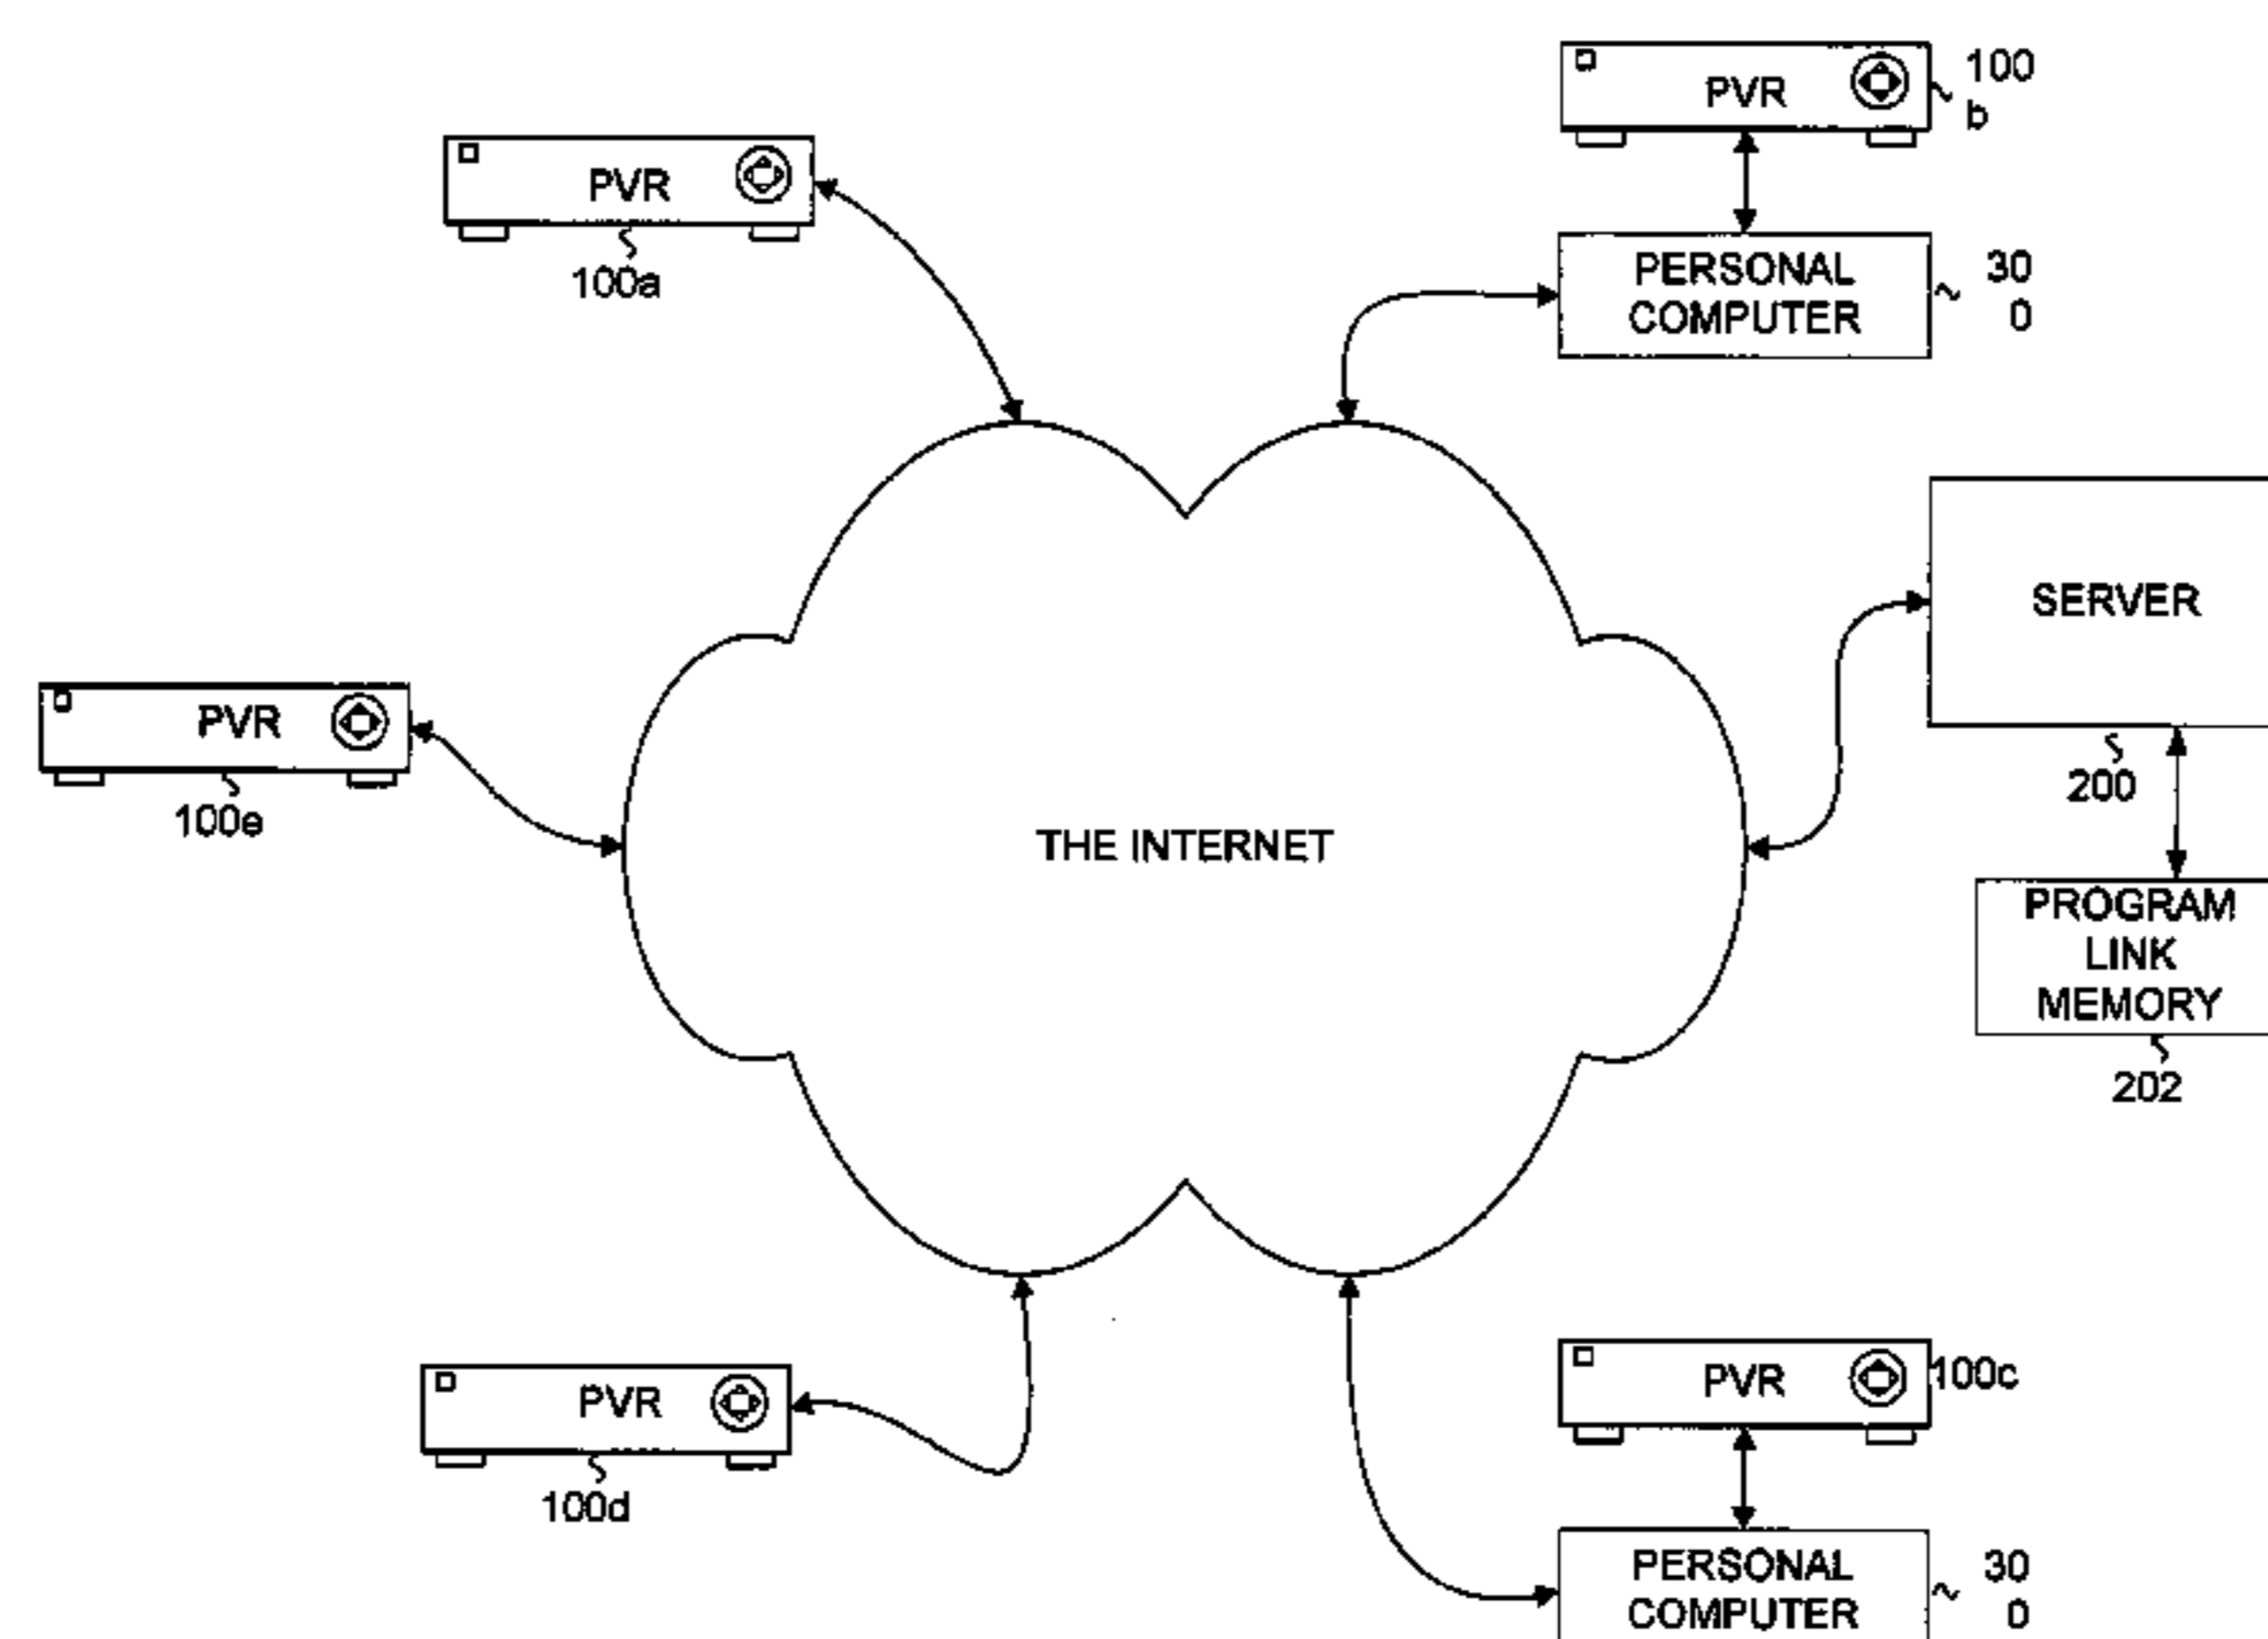 PVR
100
b
PVR
100a
PERSONAL
COMPUTER
30
0
SERVER
200
PVR
100e
THE INTERNET
PROGRAM
LINK
MEMORY
202
PVR
100c
PVR
100d
PERSONAL
COMPUTER
30
0